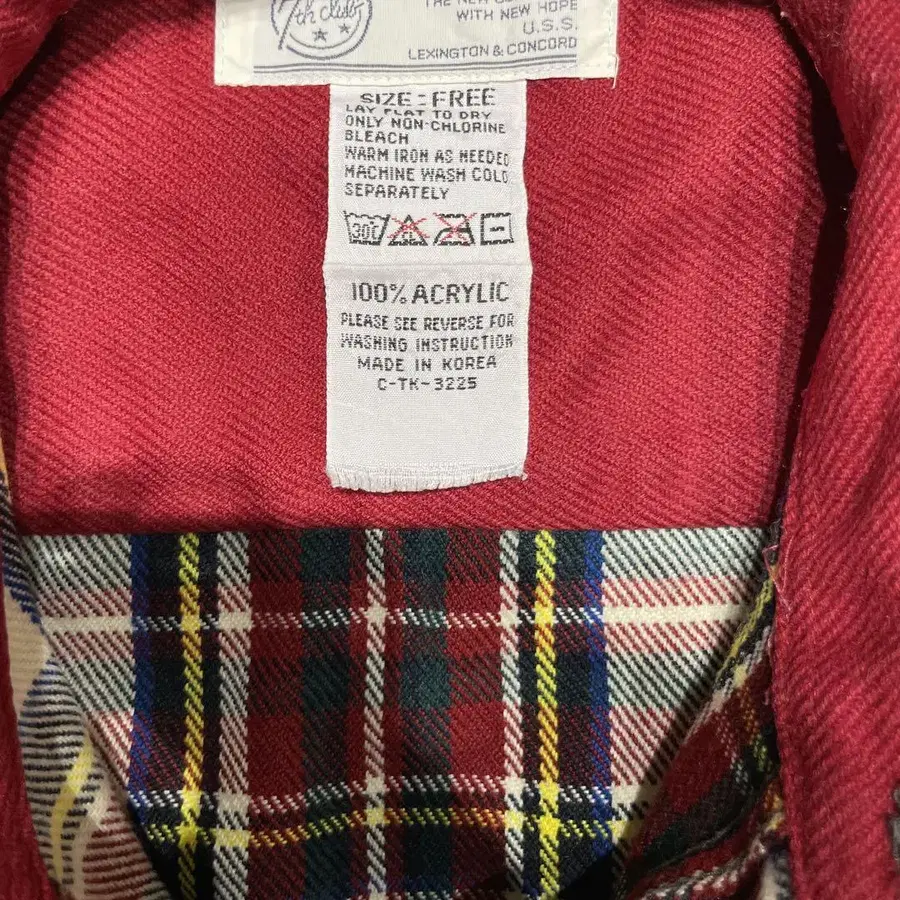 7th club
THE NEW
WITH NEW HOPE
U.S.S.
LEXINGTON & CONCORD
SIZE : FREE
LAY FLAT TO DRY
ONLY NON-CHLORINE
BLEACH
WARM IRON AS NEEDED
MACHINE WASH COLD
SEPARATELY
30c CL
100% ACRYLIC
PLEASE SEE REVERSE FOR
WASHING INSTRUCTION
MADE IN KOREA
C-TK-3225